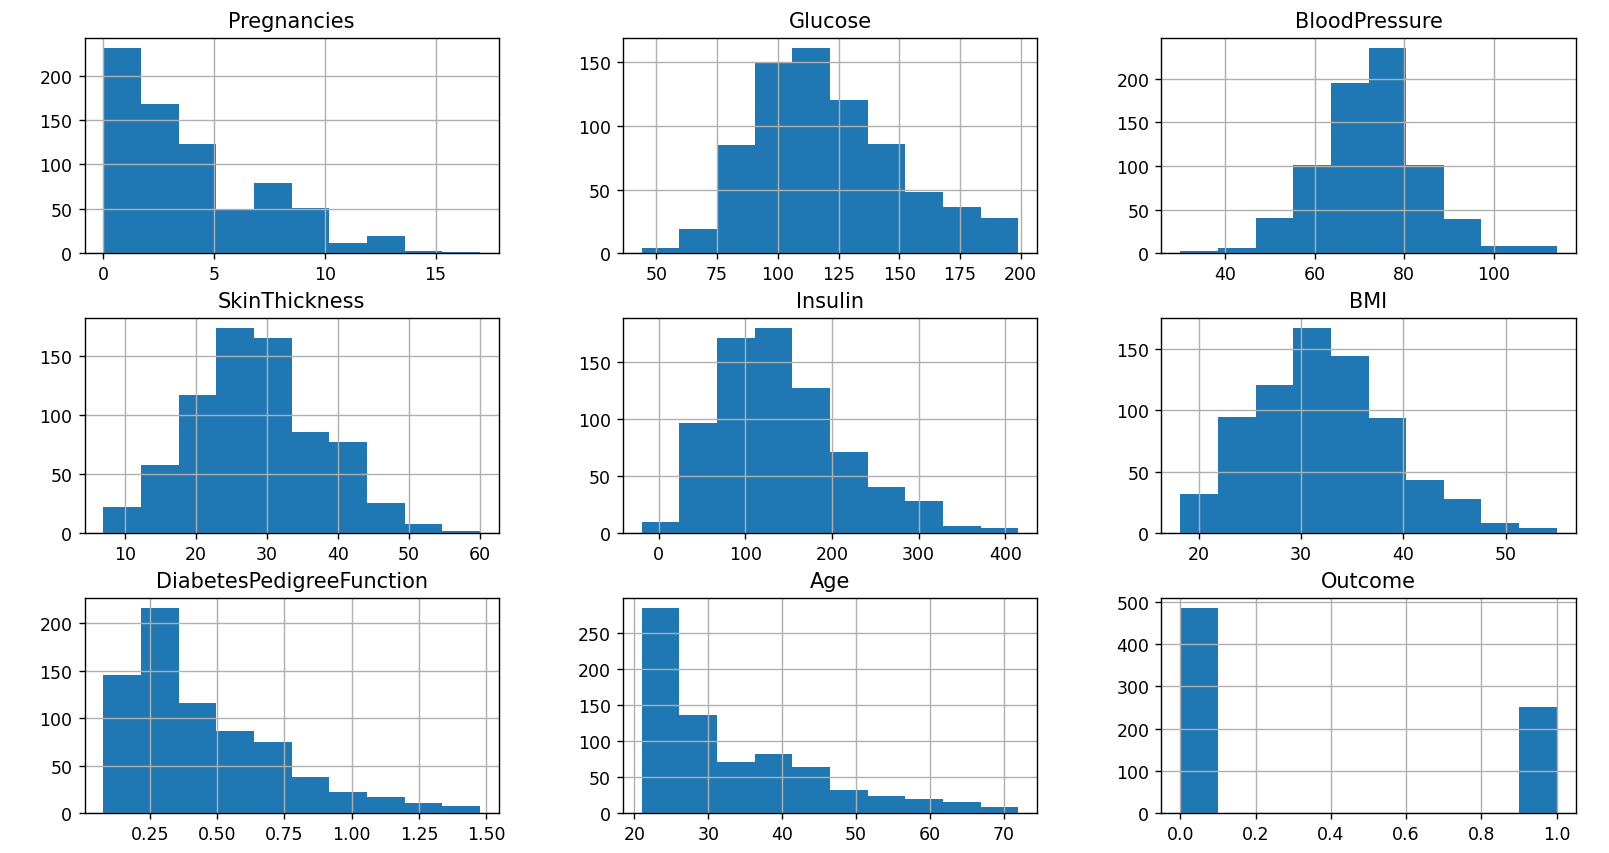 Pregnancies
200
150
100
50
0
0 5 10 15
Glucose
150
100
50
0
50 75 100 125 150 175 200
BloodPressure
200
150
100
50
0
40 60 80 100
SkinThickness
150
100
50
0
10 20 30 40 50 60
Insulin
150
100
50
0
0 100 200 300 400
BMI
150
100
50
0
20 30 40 50
DiabetesPedigreeFunction
200
150
100
50
0
0.25 0.50 0.75 1.00 1.25 1.50
Age
250
200
150
100
50
0
20 30 40 50 60 70
Outcome
500
400
300
200
100
0
0.0 0.2 0.4 0.6 0.8 1.0